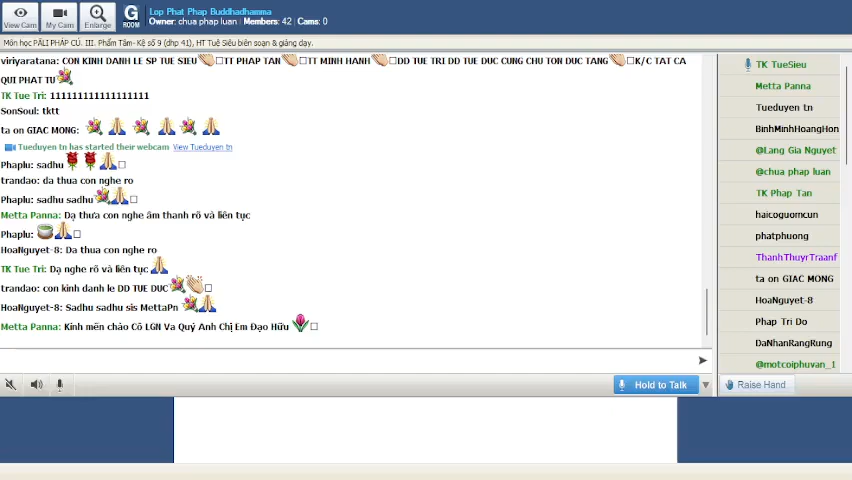 Lop Phat Phap Buddhadhamma
Owner: chua phap luan : Members: 42 : Cams: 0
View Cam
My Cam
Enlarge
G
ROOM
Môn học PĀLI PHÁP CÚ. III. Phẩm Tâm- Kệ số 9 (dhp 41), HT Tuệ Siêu biên soạn & giảng dạy.
viriyaratana: CON KINH DANH LE SP TUE SIEU TT PHAP TAN TT MINH HANH DD TUE TRI DD TUE DUC CUNG CHU TON DUC TANG K/C TAT CA
QUI PHAT TU
TK Tue Tri: 11111111111111111
SonSoul: tktt
ta on GIAC MONG:
Tueduyen tn has started their webcam View Tueduyen tn
Phaplu: sadhu
trandao: da thua con nghe ro
Phaplu: sadhu sadhu
Metta Panna: Dạ thưa con nghe âm thanh rõ và liên tục
Phaplu:
HoaNguyet-8: Da thua con nghe ro
TK Tue Tri: Dạ nghe rõ và liên tục
trandao: con kinh danh le DD TUE DUC
HoaNguyet-8: Sadhu sadhu sis MettaPn
Metta Panna: Kính mến chào Cô LGN Va Quý Anh Chị Em Đạo Hữu
Hold to Talk
TK TueSieu
Metta Panna
Tueduyen tn
BinhMinhHoangHon
@Lang Gia Nguyet
@chua phap luan
TK Phap Tan
haicoguomcun
phatphuong
ThanhThuyrTraanf
ta on GIAC MONG
HoaNguyet-8
Phap Tri Do
DaNhanRangRung
@motcoiphuvan_1
Raise Hand